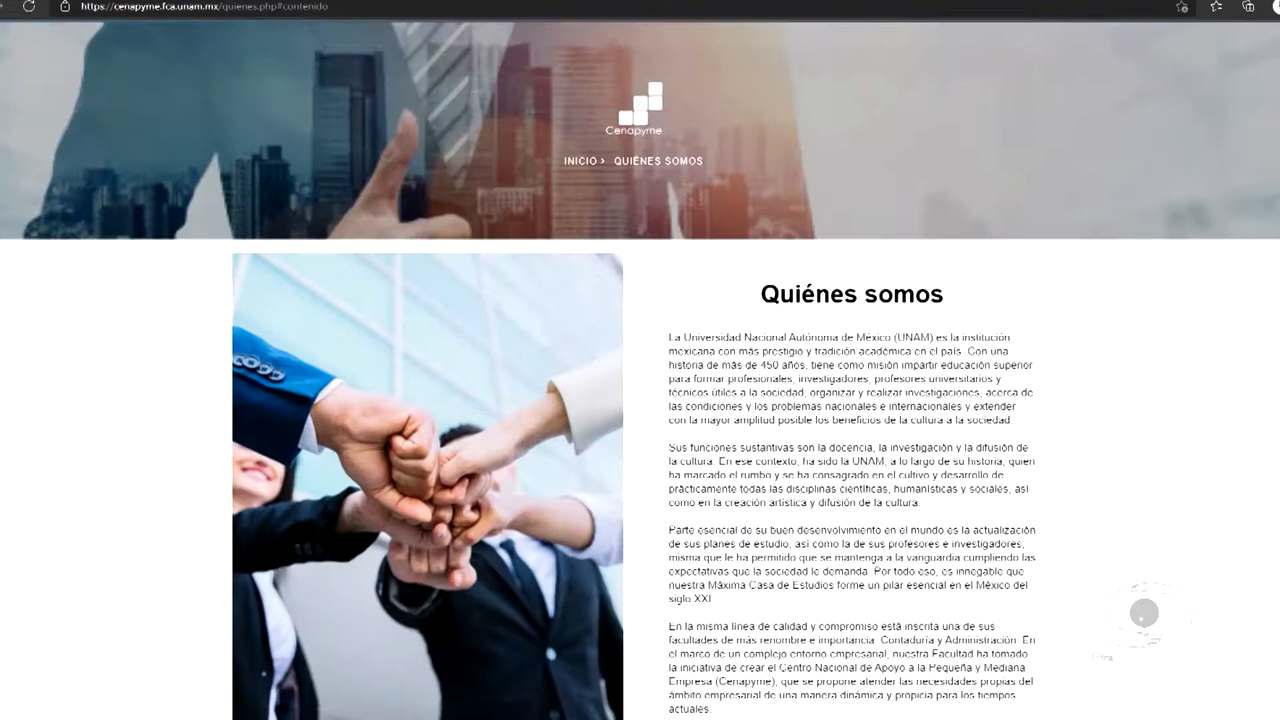 https://cenapyme.fca.unam.mx/quienes.php#contenido
Cenapyme
INICIO > QUIÉNES SOMOS
Quiénes somos
La Universidad Nacional Autónoma de México (UNAM) es la institución
mexicana con más prestigio y tradición académica en el país. Con una
historia de más de 450 años, tiene como misión impartir educación superior
para formar profesionales, investigadores, profesores universitarios y
técnicos útiles a la sociedad, organizar y realizar investigaciones, acerca de
las condiciones y los problemas nacionales e internacionales y extender
con la mayor amplitud posible los beneficios de la cultura a la sociedad.
Sus funciones sustantivas son la docencia, la investigación y la difusión de
la cultura. En ese contexto, ha sido la UNAM, a lo largo de su historia, quien
ha marcado el rumbo y se ha consagrado en el cultivo y desarrollo de
prácticamente todas las disciplinas científicas, humanísticas y sociales, así
como en la creación artística y difusión de la cultura.
Parte esencial de su buen desenvolvimiento en el mundo es la actualización
de sus planes de estudio, así como la de sus profesores e investigadores;
misma que le ha permitido que se mantenga a la vanguardia cumpliendo las
expectativas que la sociedad le demanda. Por todo eso, es innegable que
nuestra Máxima Casa de Estudios forme un pilar esencial en el México del
siglo XXI.
En la misma línea de calidad y compromiso está inscrita una de sus
facultades de más renombre e importancia: Contaduría y Administración. En
el marco de un complejo entorno empresarial, nuestra Facultad ha tomado
la iniciativa de crear el Centro Nacional de Apoyo a la Pequeña y Mediana
Empresa (Cenapyme), que se propone atender las necesidades propias del
ámbito empresarial de una manera dinámica y propicia para los tiempos
actuales.